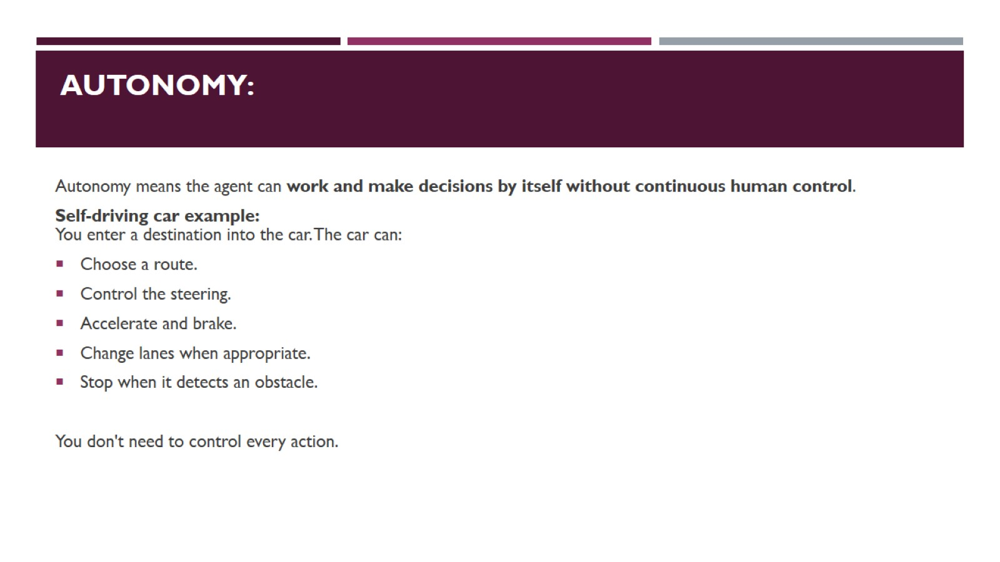 AUTONOMY:
Autonomy means the agent can work and make decisions by itself without continuous human control.
Self-driving car example:
You enter a destination into the car. The car can:
Choose a route.
Control the steering.
Accelerate and brake.
Change lanes when appropriate.
Stop when it detects an obstacle.
You don't need to control every action.